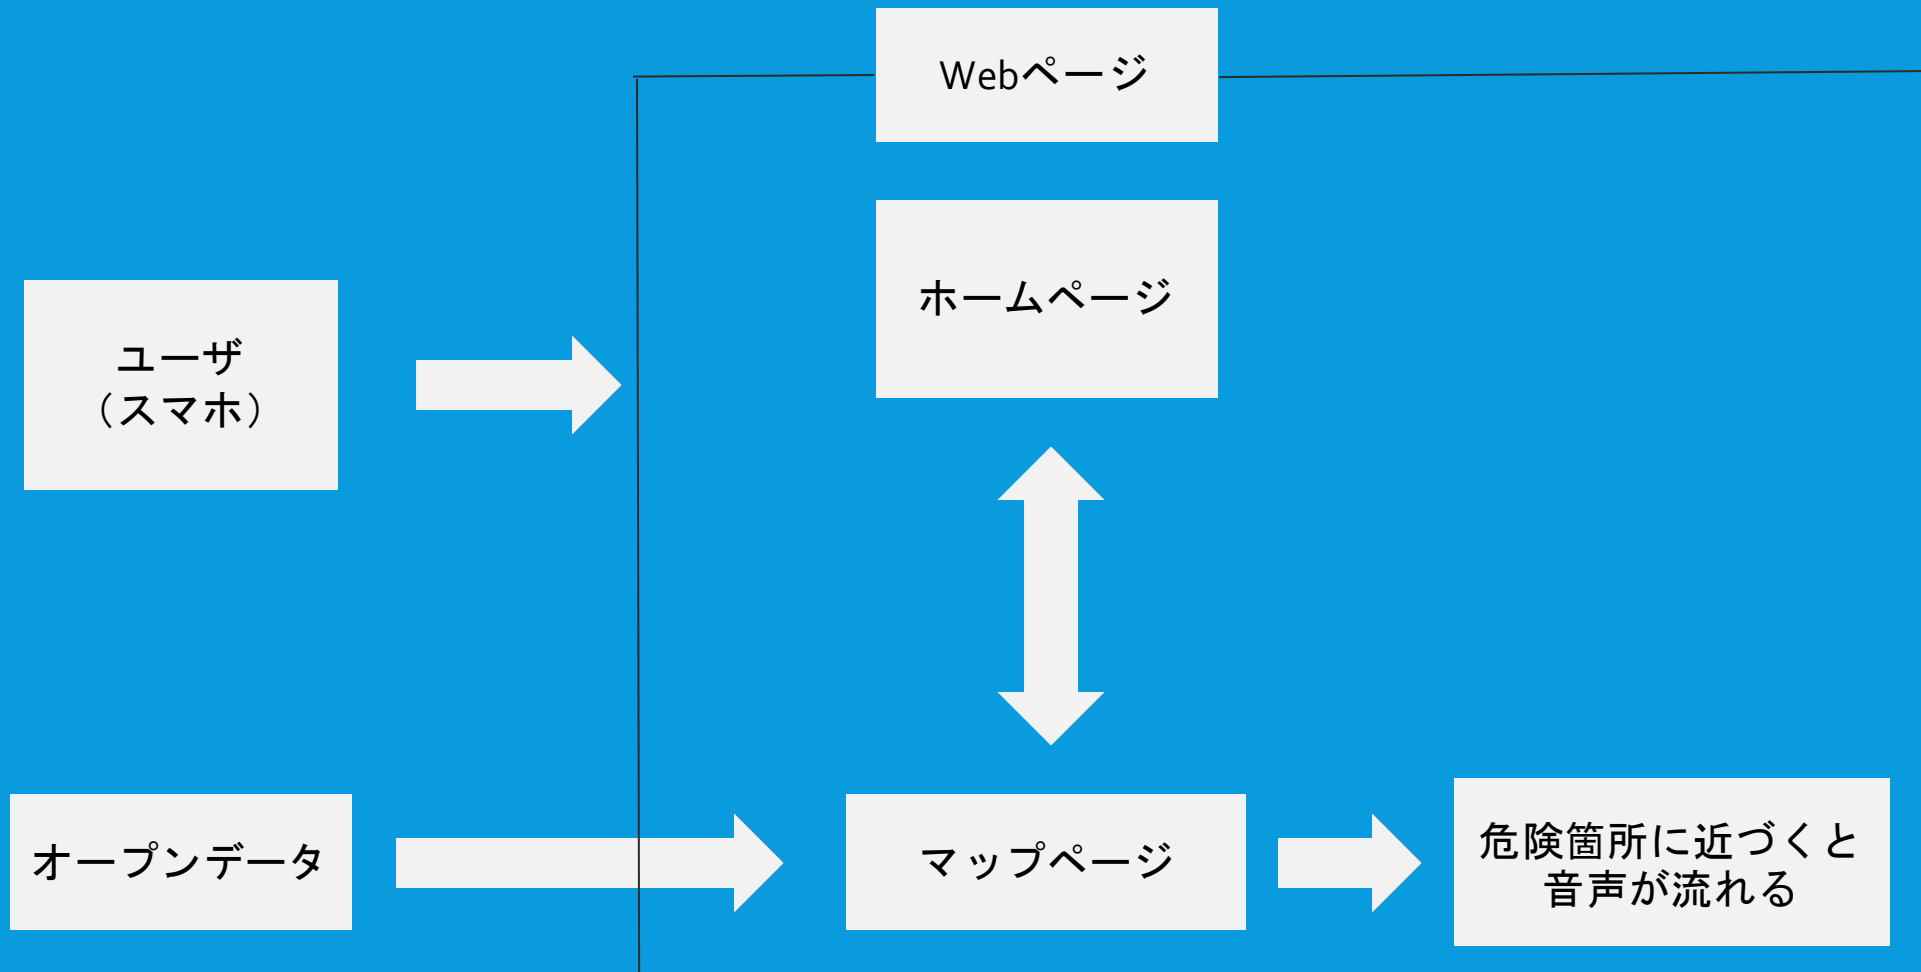 Webページ
ホームページ
ユーザ
（スマホ）
オープンデータ
マップページ
危険箇所に近づくと
音声が流れる